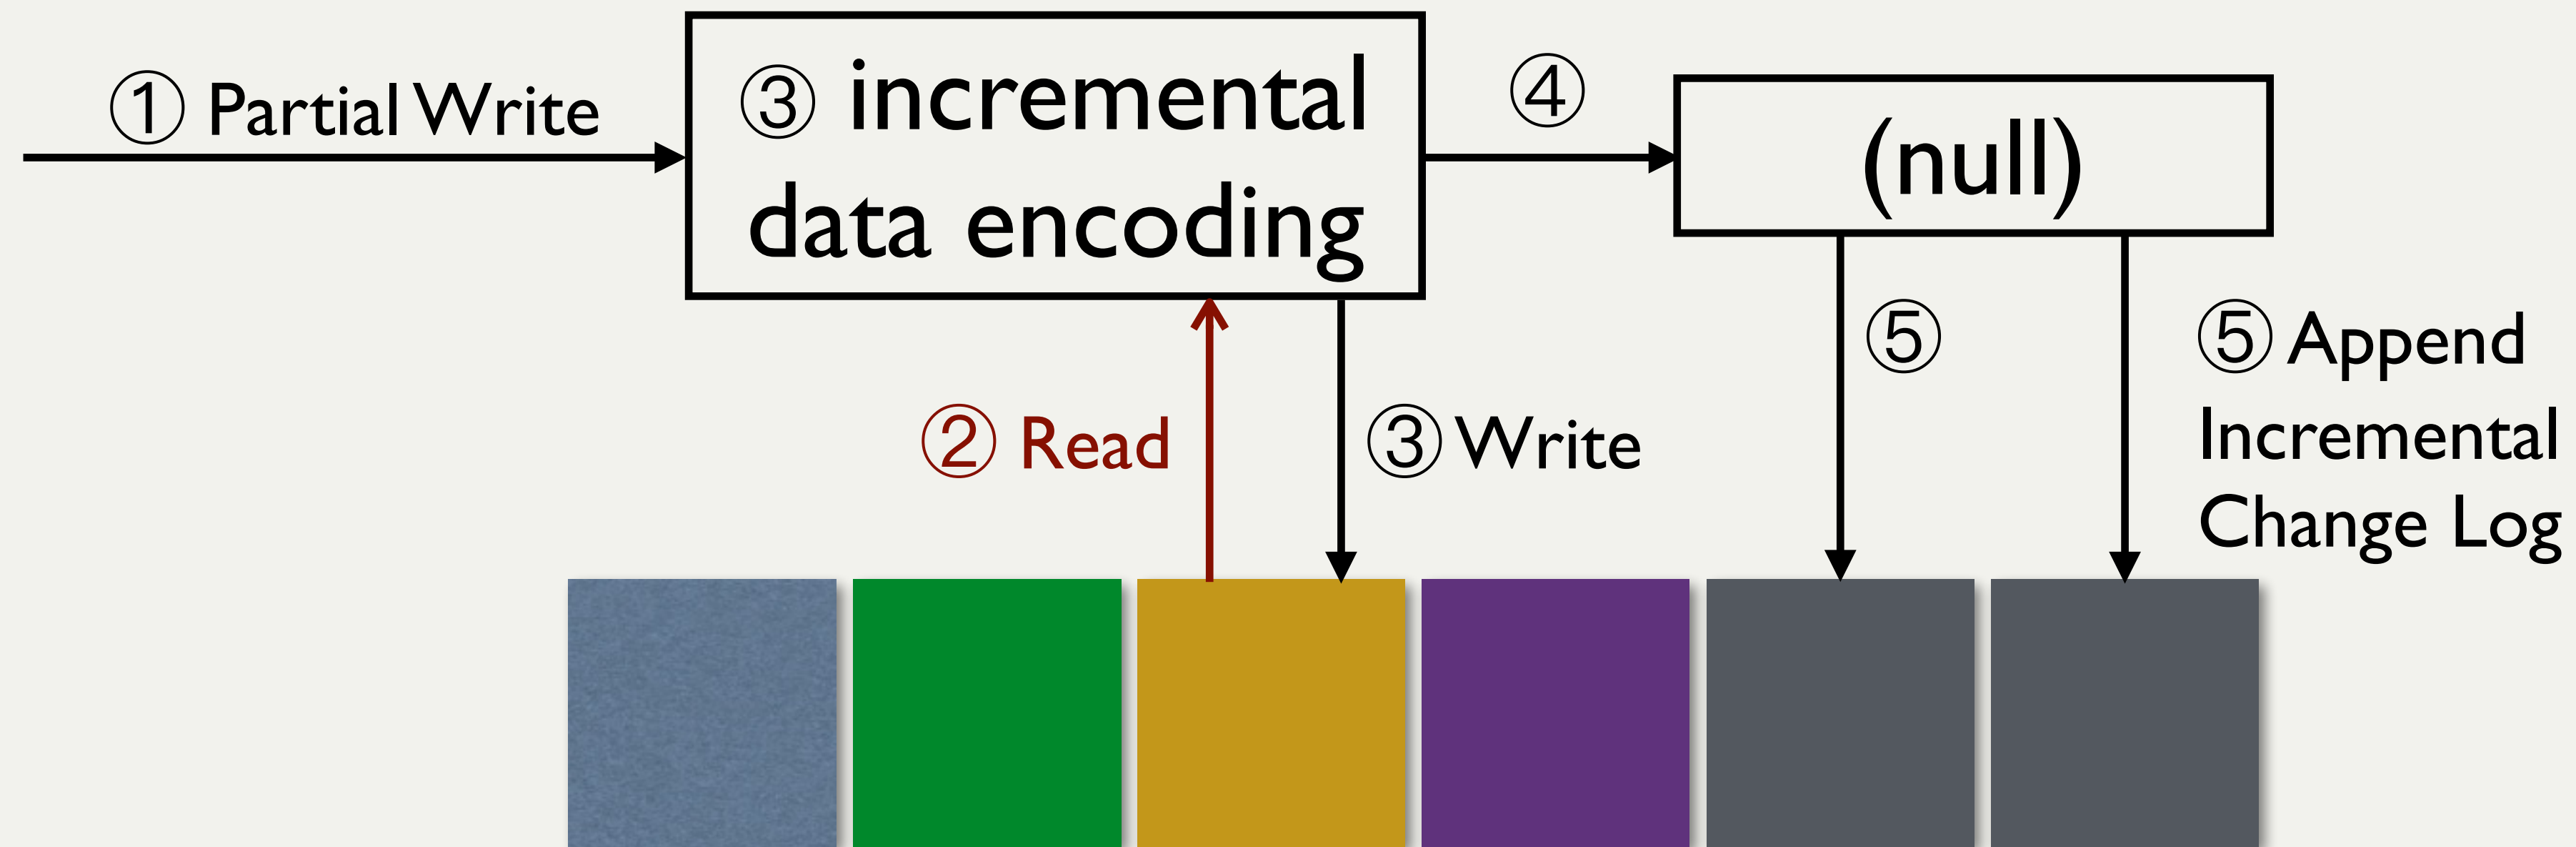 ① Partial Write
③ incremental
data encoding
④
(null)
② Read
③ Write
⑤
⑤ Append
Incremental
Change Log